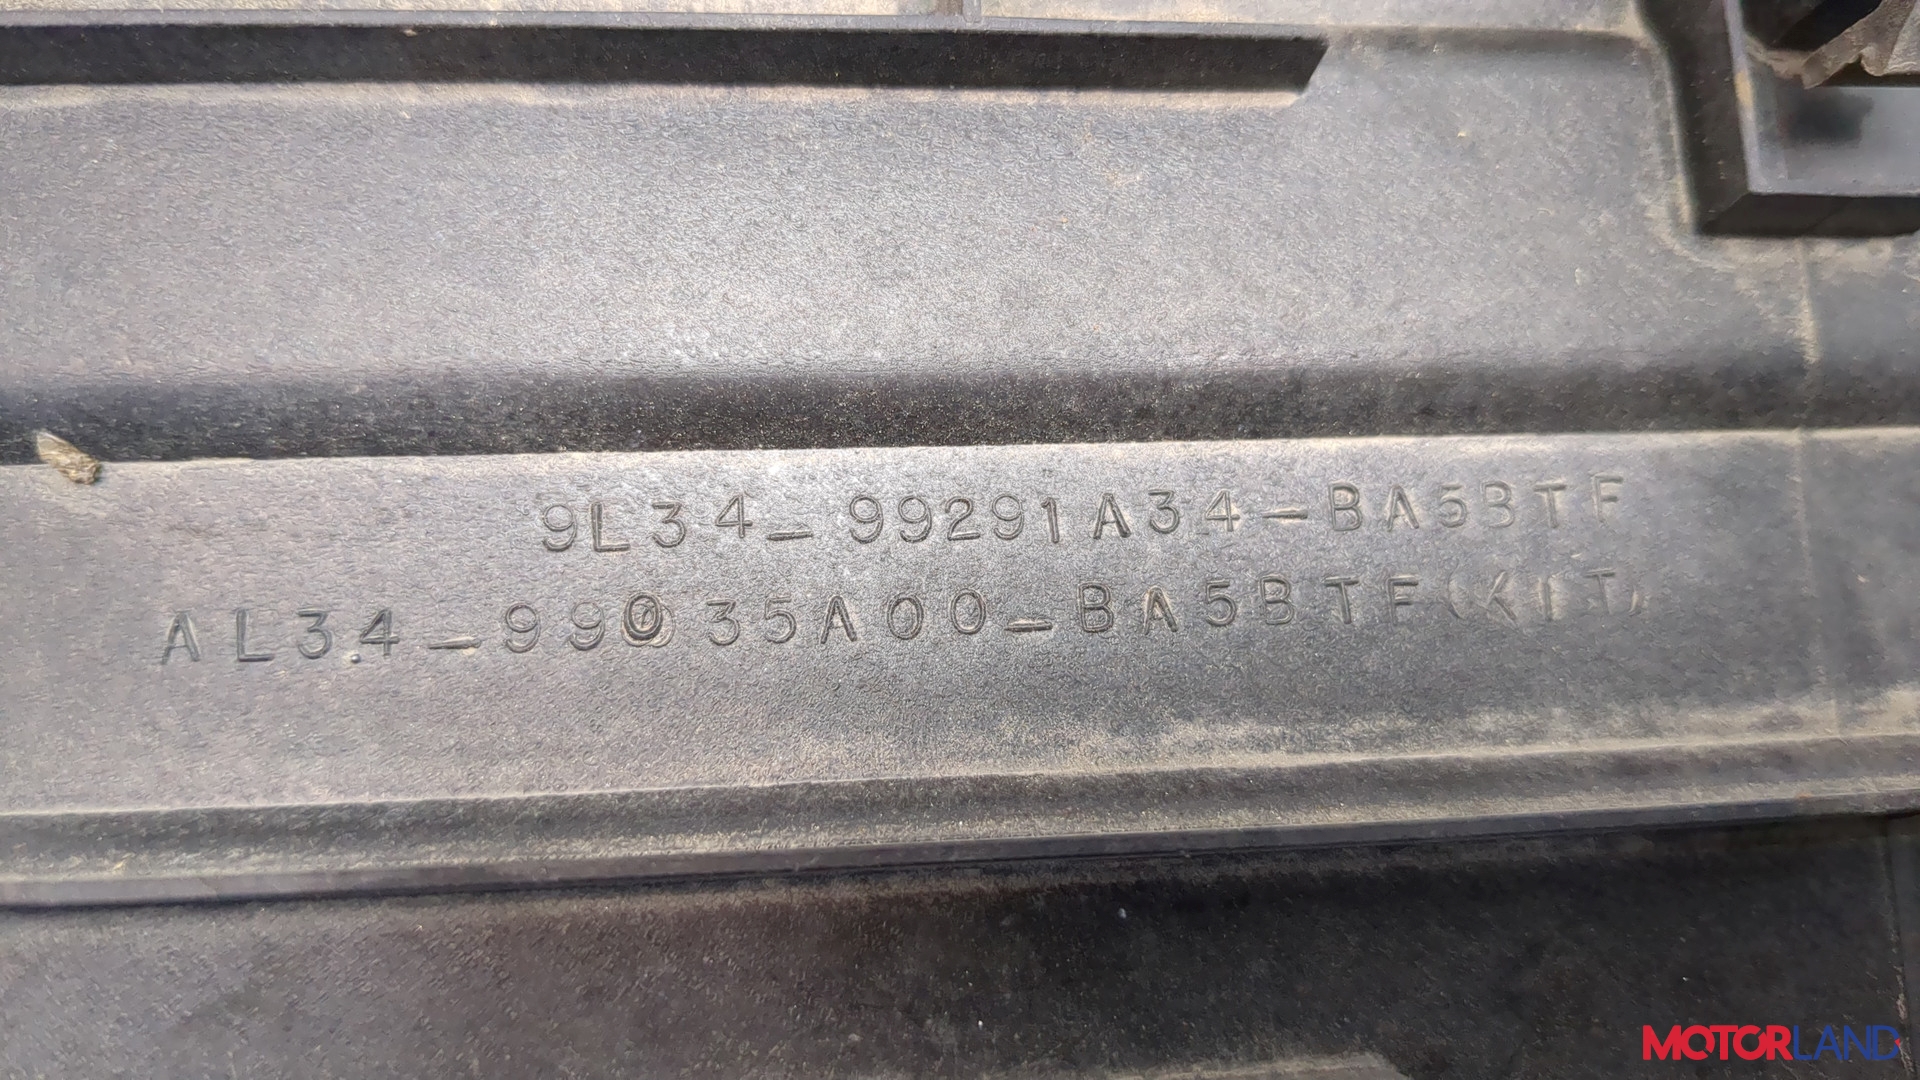 9L34-99291A34-BA5BTF
AL34-99035A00-BA5BTF(KIT)
MOTORLAND